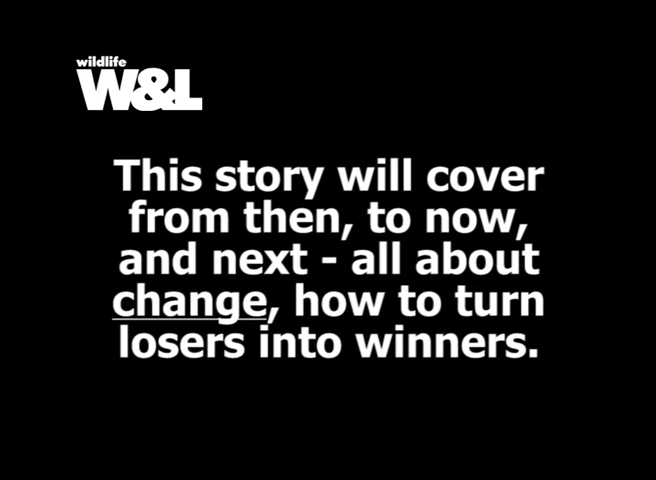 wildlife
W&L
This story will cover
from then, to now,
and next - all about
change, how to turn
losers into winners.